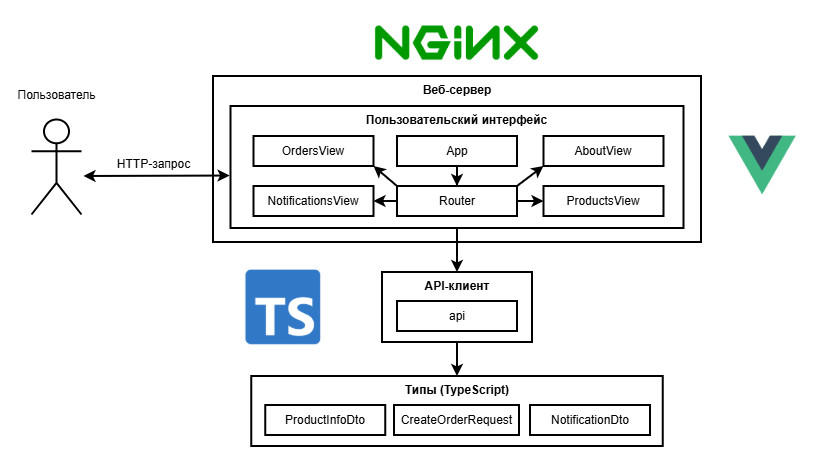 NGINX
Веб-сервер
Пользователь
Пользовательский интерфейс
OrdersView
App
AboutView
HTTP-запрос
NotificationsView
Router
ProductsView
API-клиент
TS
api
Типы (TypeScript)
ProductInfoDto
CreateOrderRequest
NotificationDto